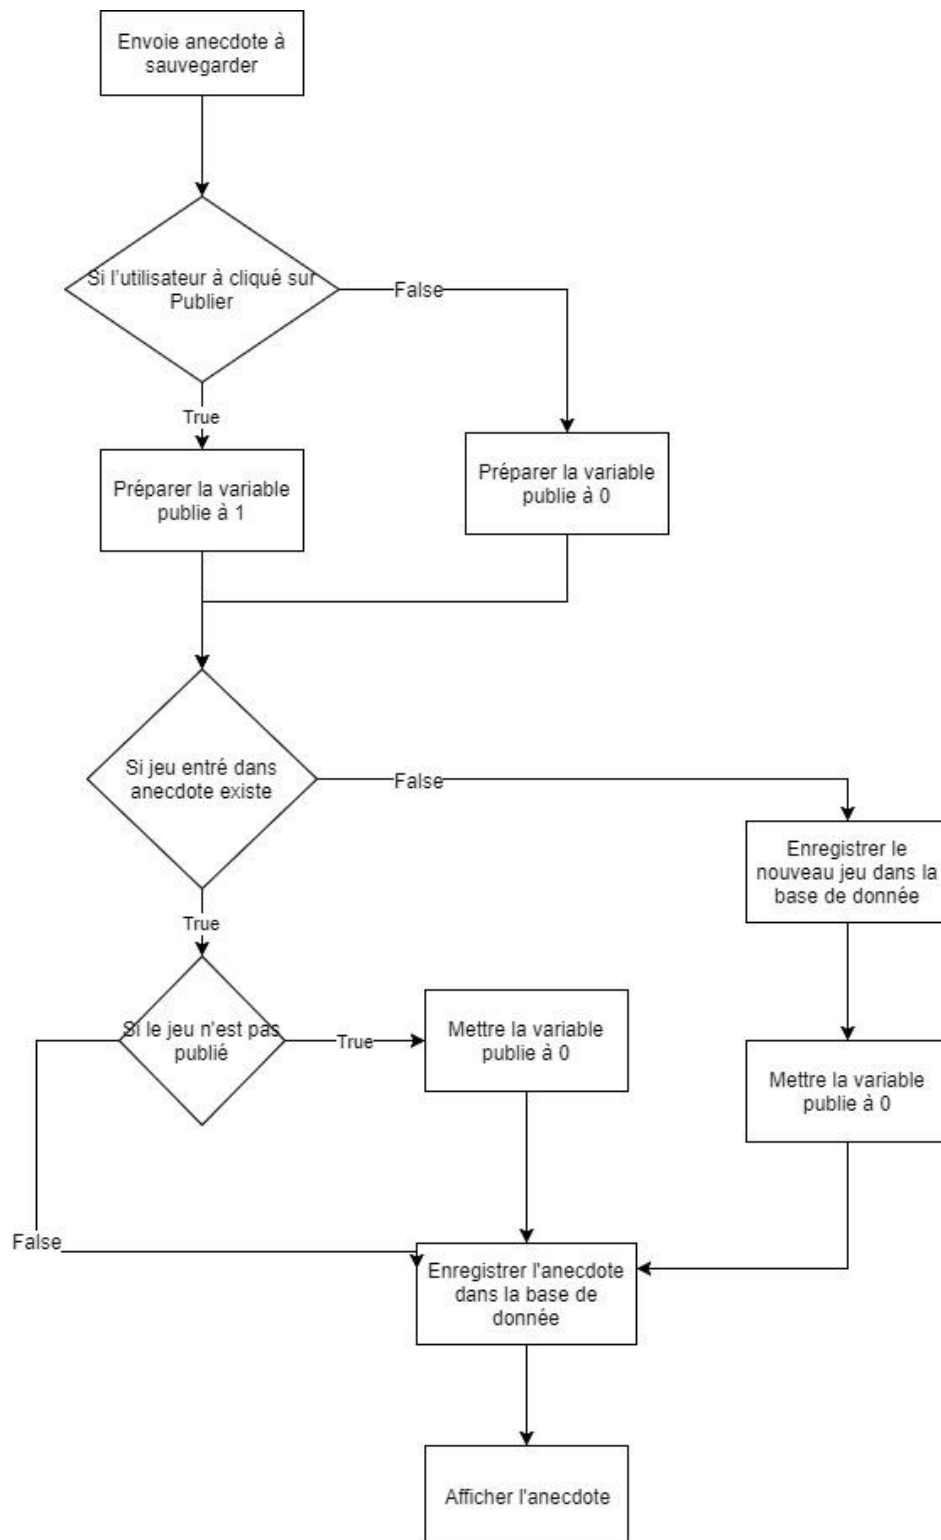 Envoie anecdote à
sauvegarder
Si l'utilisateur à cliqué sur
Publier
False
True
Préparer la variable
publie à 1
Préparer la variable
publie à 0
Si jeu entré dans
anecdote existe
False
Enregistrer le
nouveau jeu dans la
base de donnée
True
Si le jeu n'est pas
publié
True
Mettre la variable
publie à 0
Mettre la variable
publie à 0
False
Enregistrer l'anecdote
dans la base de
donnée
Afficher l'anecdote